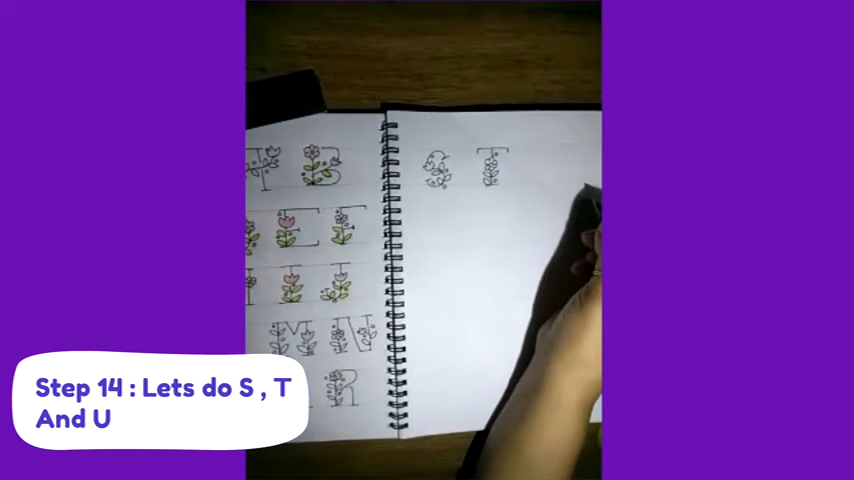 E F
I J
M N
R
S T
Step 14 : Lets do S , T
And U